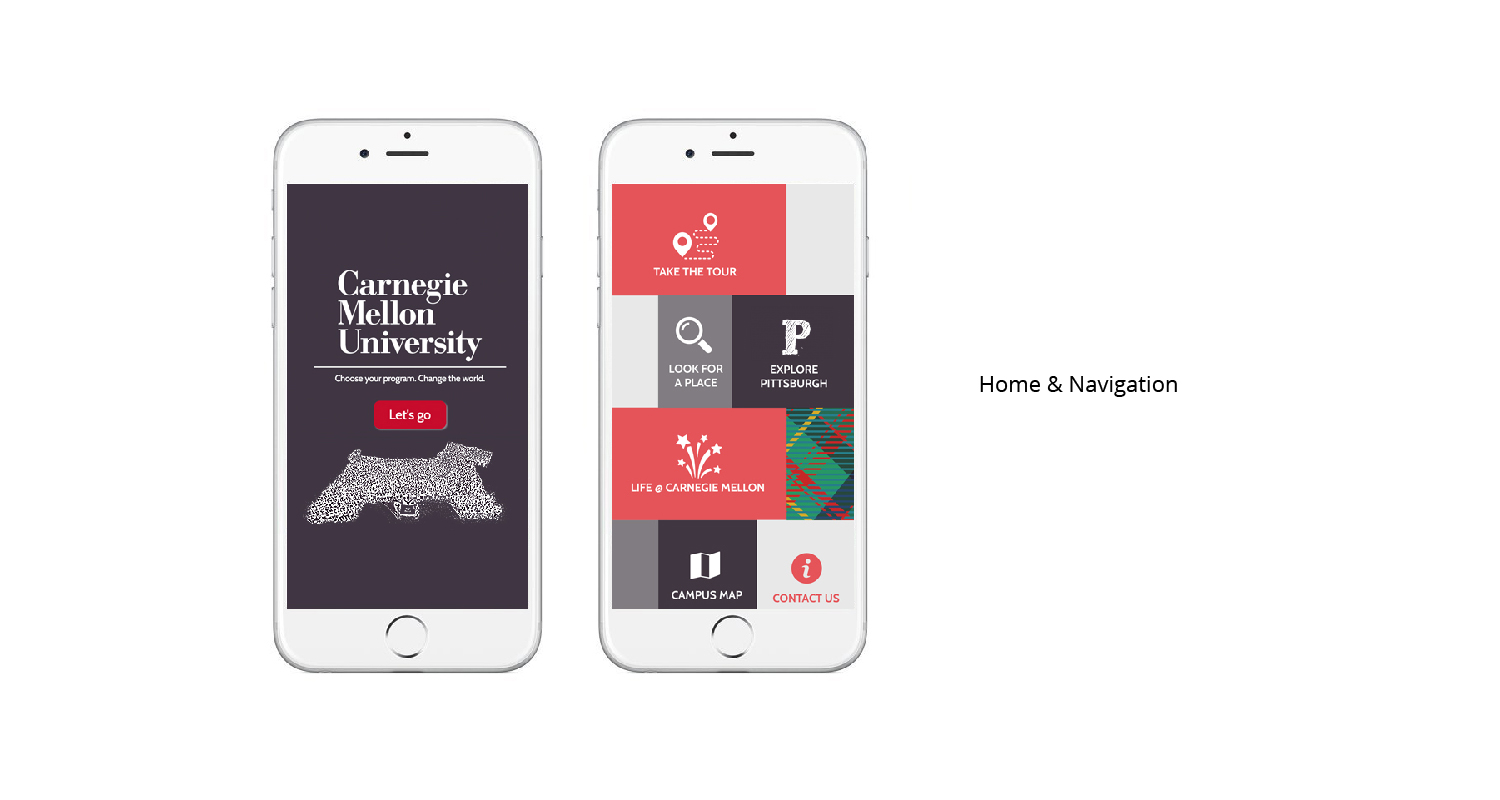 Carnegie
Mellon
University
Choose your program. Change the world.
Let's go
TAKE THE TOUR
LOOK FOR
A PLACE
P
EXPLORE
PITTSBURGH
LIFE @ CARNEGIE MELLON
CAMPUS MAP
i
CONTACT US
Home & Navigation